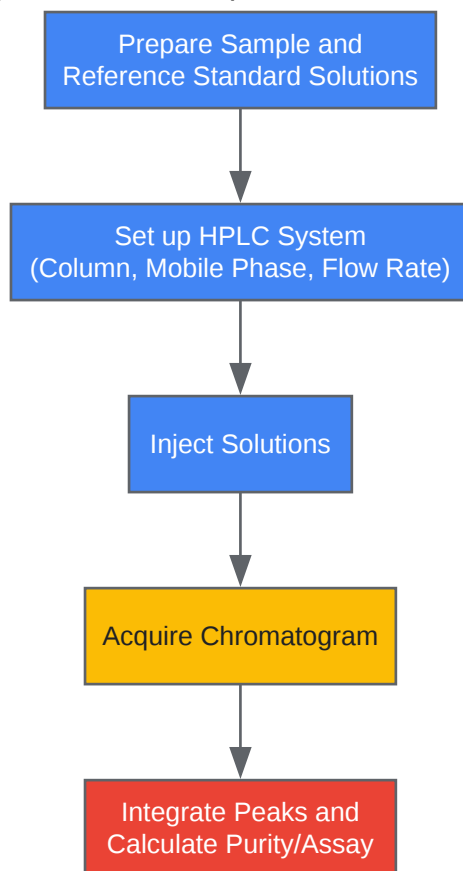 Prepare Sample and
Reference Standard Solutions
Set up HPLC System
(Column, Mobile Phase, Flow Rate)
Inject Solutions
Acquire Chromatogram
Integrate Peaks and
Calculate Purity/Assay